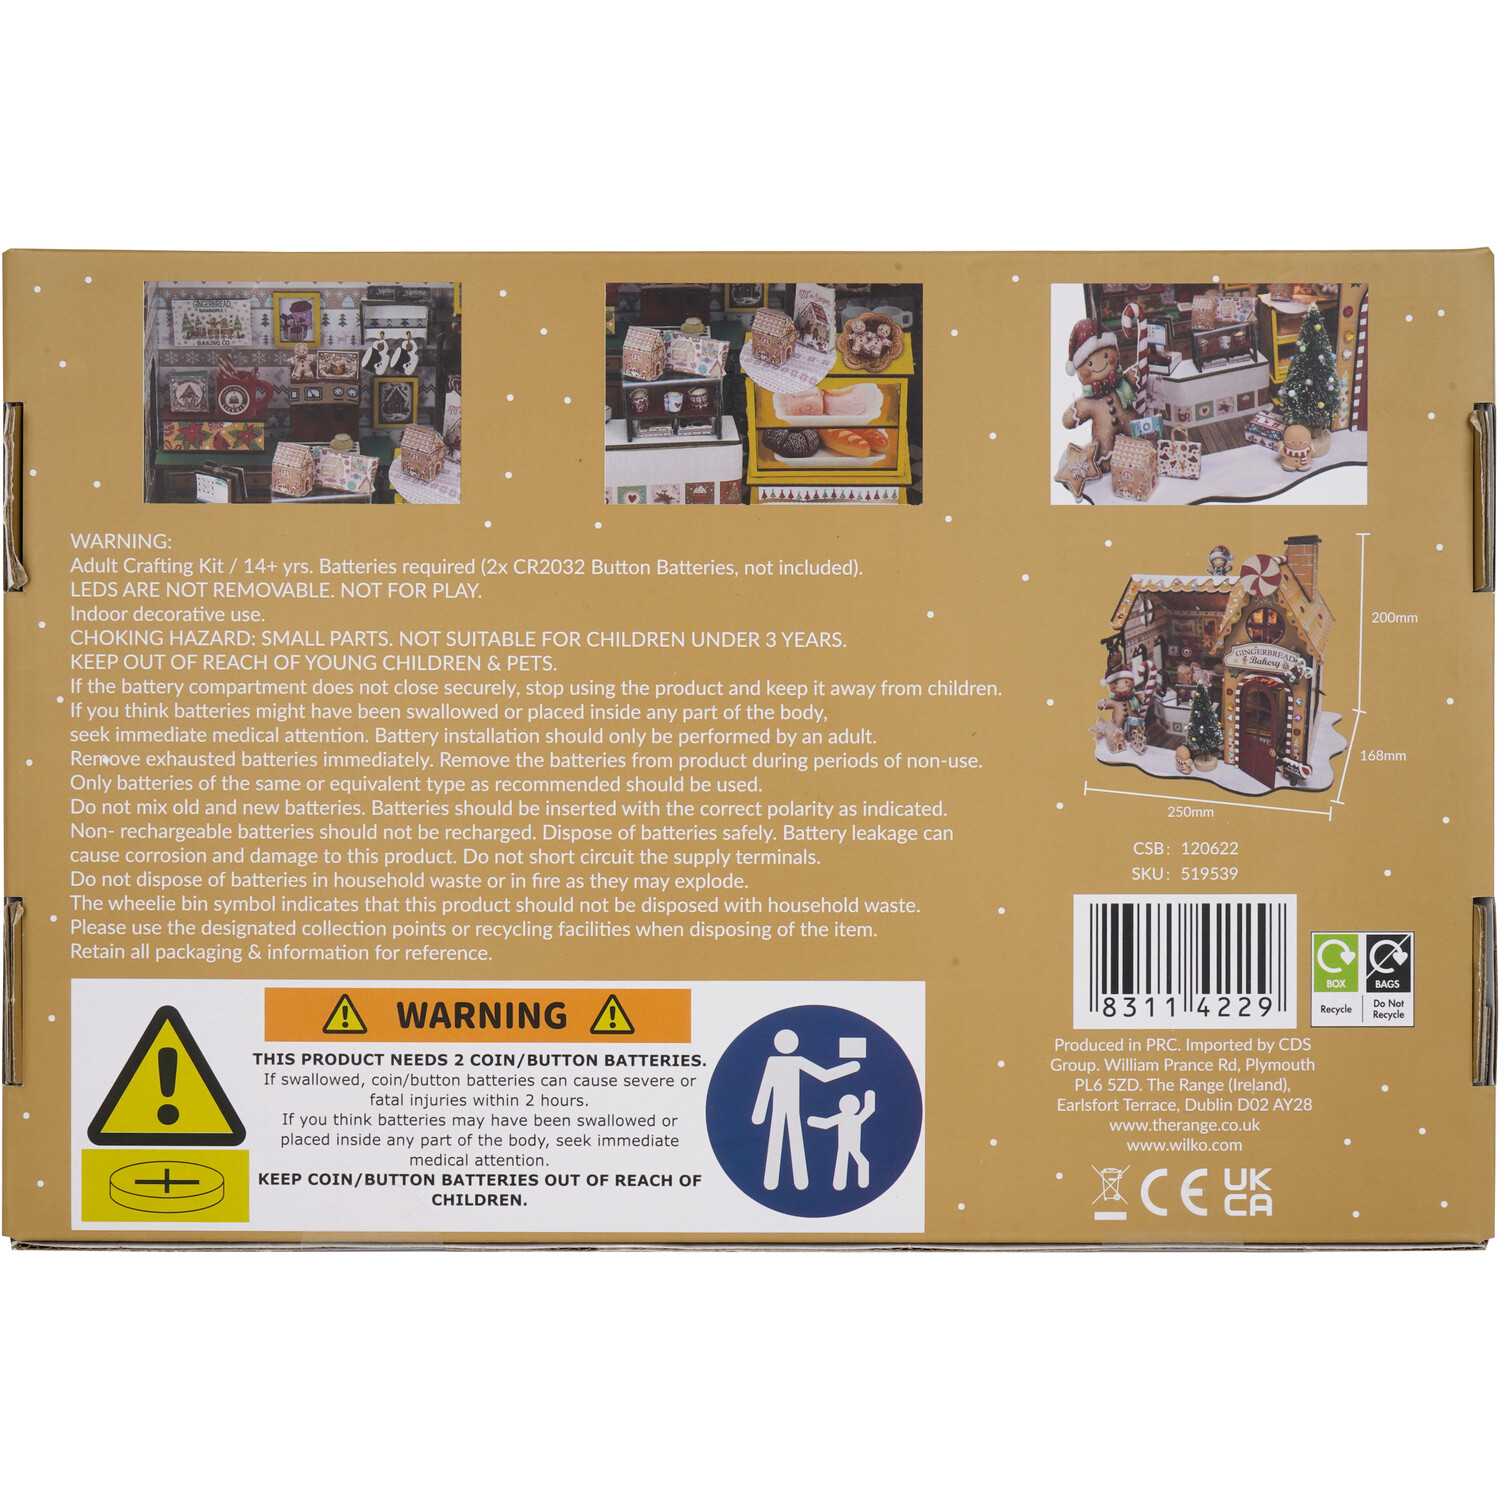 GINGERBREAD
BAKING CO
WARNING:
Adult Crafting Kit / 14+ yrs. Batteries required (2x CR2032 Button Batteries, not included).
LEDS ARE NOT REMOVABLE. NOT FOR PLAY.
Indoor decorative use.
CHOKING HAZARD: SMALL PARTS. NOT SUITABLE FOR CHILDREN UNDER 3 YEARS.
KEEP OUT OF REACH OF YOUNG CHILDREN & PETS.
If the battery compartment does not close securely, stop using the product and keep it away from children.
If you think batteries might have been swallowed or placed inside any part of the body,
seek immediate medical attention. Battery installation should only be performed by an adult.
Remove exhausted batteries immediately. Remove the batteries from product during periods of non-use.
Only batteries of the same or equivalent type as recommended should be used.
Do not mix old and new batteries. Batteries should be inserted with the correct polarity as indicated.
Non- rechargeable batteries should not be recharged. Dispose of batteries safely. Battery leakage can
cause corrosion and damage to this product. Do not short circuit the supply terminals.
Do not dispose of batteries in household waste or in fire as they may explode.
The wheelie bin symbol indicates that this product should not be disposed with household waste.
Please use the designated collection points or recycling facilities when disposing of the item.
Retain all packaging & information for reference.
WARNING
THIS PRODUCT NEEDS 2 COIN/BUTTON BATTERIES.
If swallowed, coin/button batteries can cause severe or
fatal injuries within 2 hours.
If you think batteries may have been swallowed or
placed inside any part of the body, seek immediate
medical attention.
KEEP COIN/BUTTON BATTERIES OUT OF REACH OF
CHILDREN.
GINGERBREAD
Bakery
200mm
168mm
250mm
CSB: 120622
SKU: 519539
83114229
BOX
BAGS
Recycle
Do Not
Recycle
Produced in PRC. Imported by CDS
Group. William Prance Rd, Plymouth
PL6 5ZD. The Range (Ireland),
Earlsfort Terrace, Dublin D02 AY28
www.therange.co.uk
www.wilko.com
CE
UK
CA